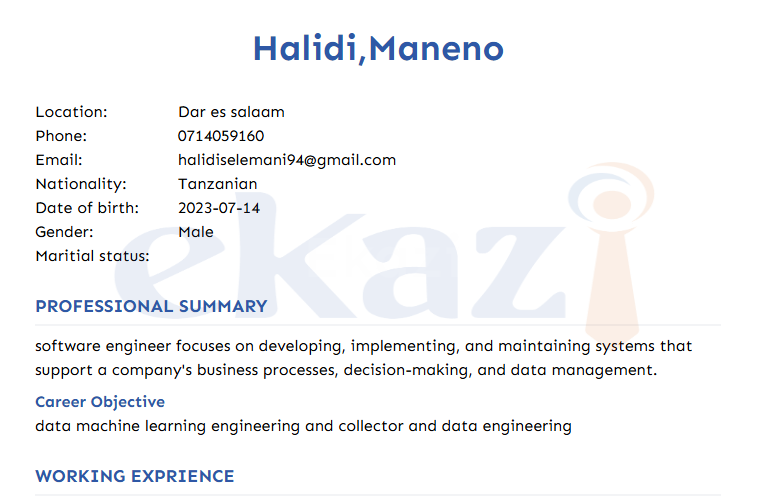 Halidi,Maneno
Location: Dar es salaam
Phone: 0714059160
Email: halidiselemani94@gmail.com
Nationality: Tanzanian
Date of birth: 2023-07-14
Gender: Male
Maritial status:
ekazi
PROFESSIONAL SUMMARY
software engineer focuses on developing, implementing, and maintaining systems that
support a company's business processes, decision-making, and data management.
Career Objective
data machine learning engineering and collector and data engineering
WORKING EXPRIENCE